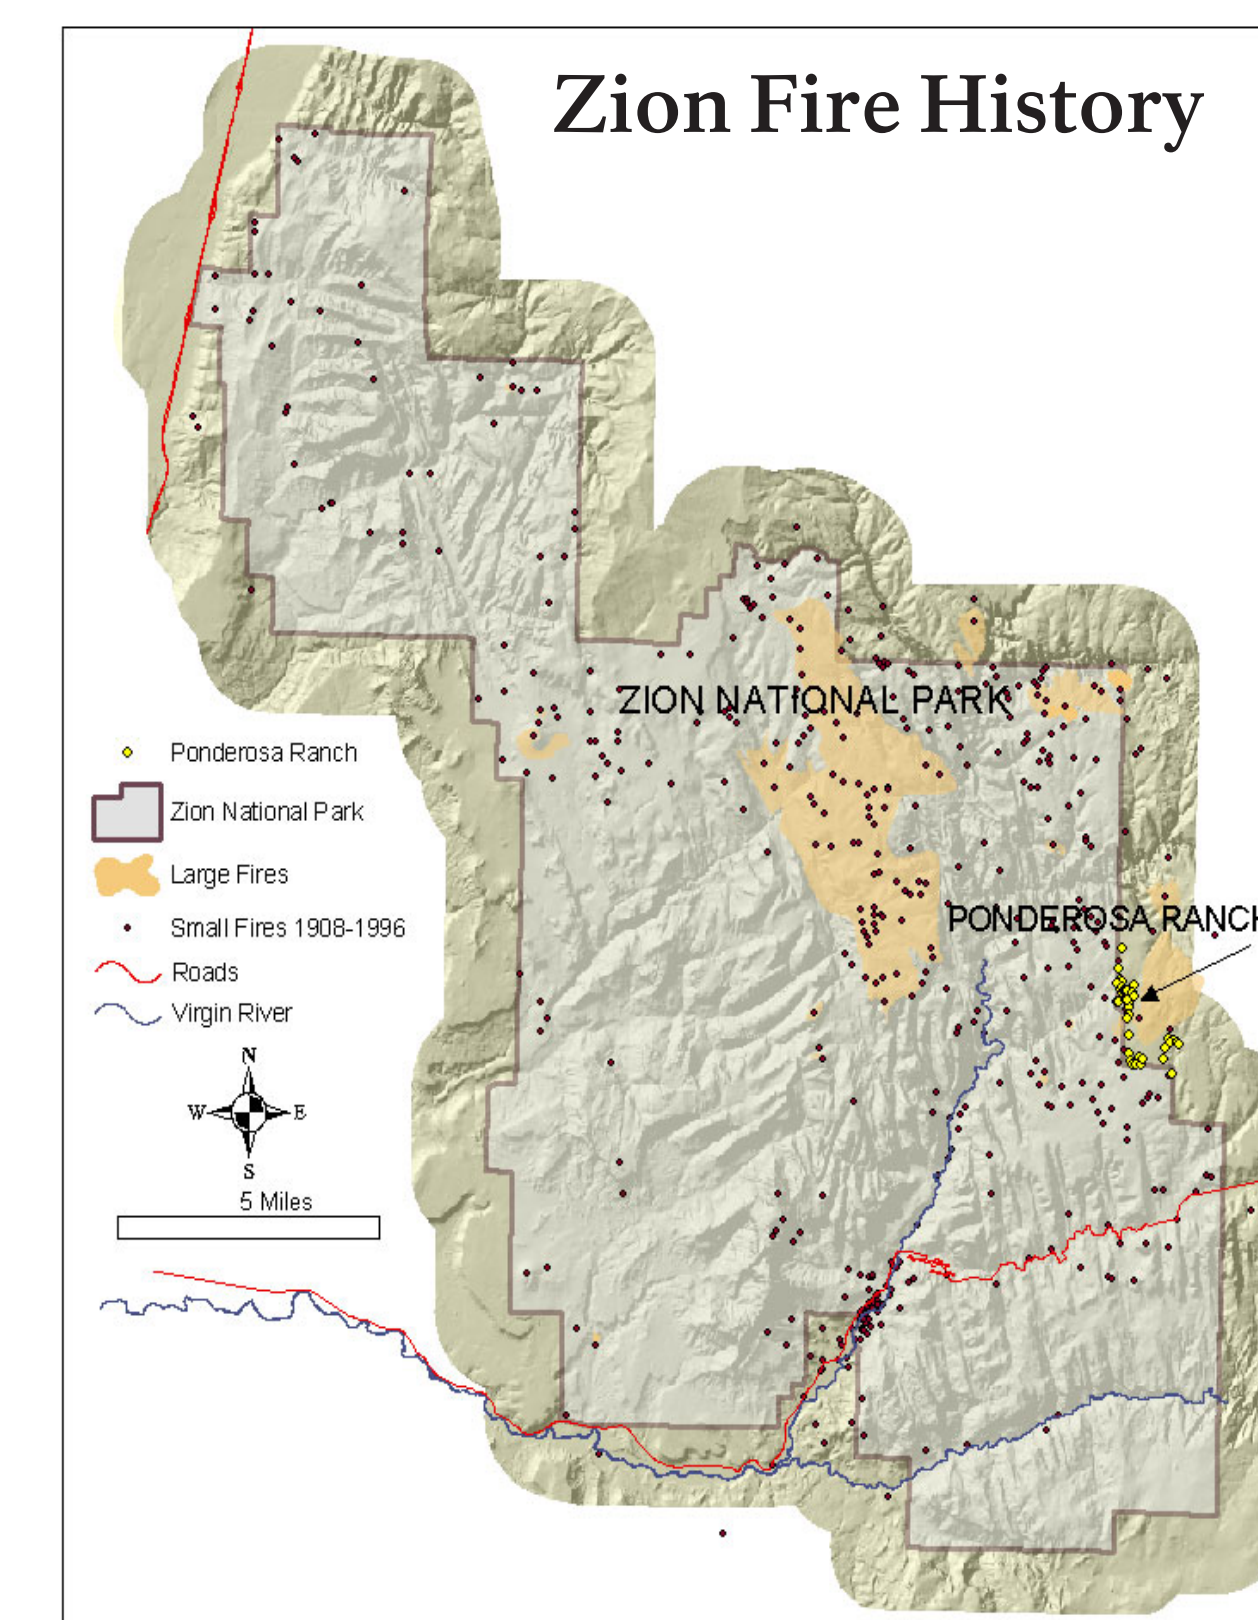 Zion Fire History
ZION NATIONAL PARK
Ponderosa Ranch
Zion National Park
Large Fires
Small Fires 1908-1996
Roads
Virgin River
PONDEROSA RANCH
N
W E
S
5 Miles